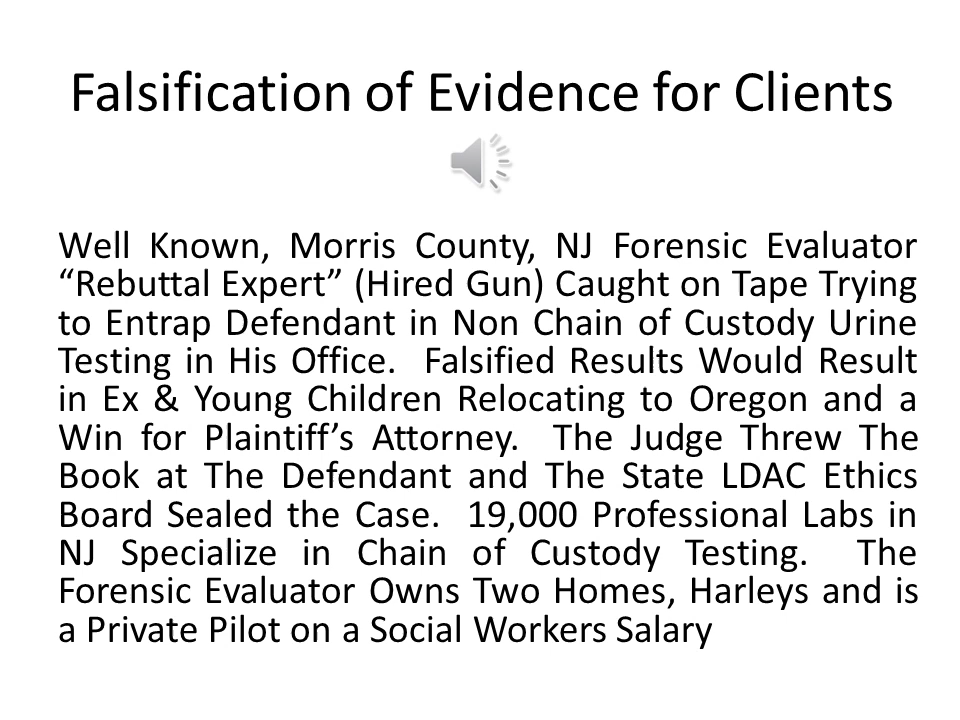 Falsification of Evidence for Clients
Well Known, Morris County, NJ Forensic Evaluator
“Rebuttal Expert” (Hired Gun) Caught on Tape Trying
to Entrap Defendant in Non Chain of Custody Urine
Testing in His Office.  Falsified Results Would Result
in Ex & Young Children Relocating to Oregon and a
Win for Plaintiff’s Attorney.  The Judge Threw The
Book at The Defendant and The State LDAC Ethics
Board Sealed the Case.  19,000 Professional Labs in
NJ Specialize in Chain of Custody Testing.  The
Forensic Evaluator Owns Two Homes, Harleys and is
a Private Pilot on a Social Workers Salary